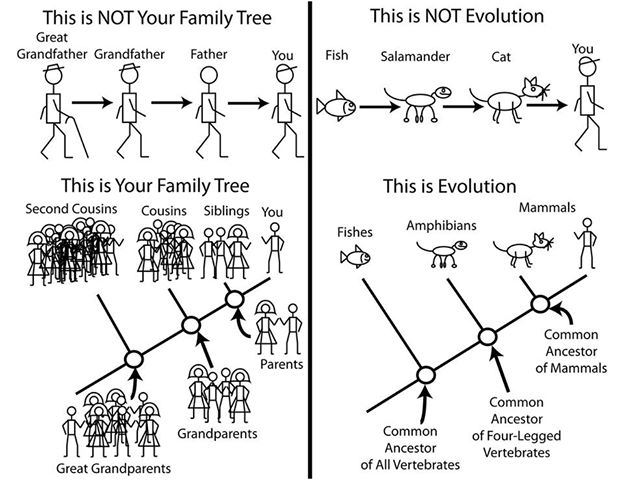 This is NOT Your Family Tree
Great
Grandfather
Grandfather
Father
You
This is Your Family Tree
Second Cousins
Cousins
Siblings
You
Parents
Grandparents
Great Grandparents
This is NOT Evolution
Fish
Salamander
Cat
You
This is Evolution
Fishes
Amphibians
Mammals
Common
Ancestor
of Mammals
Common
Ancestor
of Four-Legged
Vertebrates
Common
Ancestor
of All Vertebrates